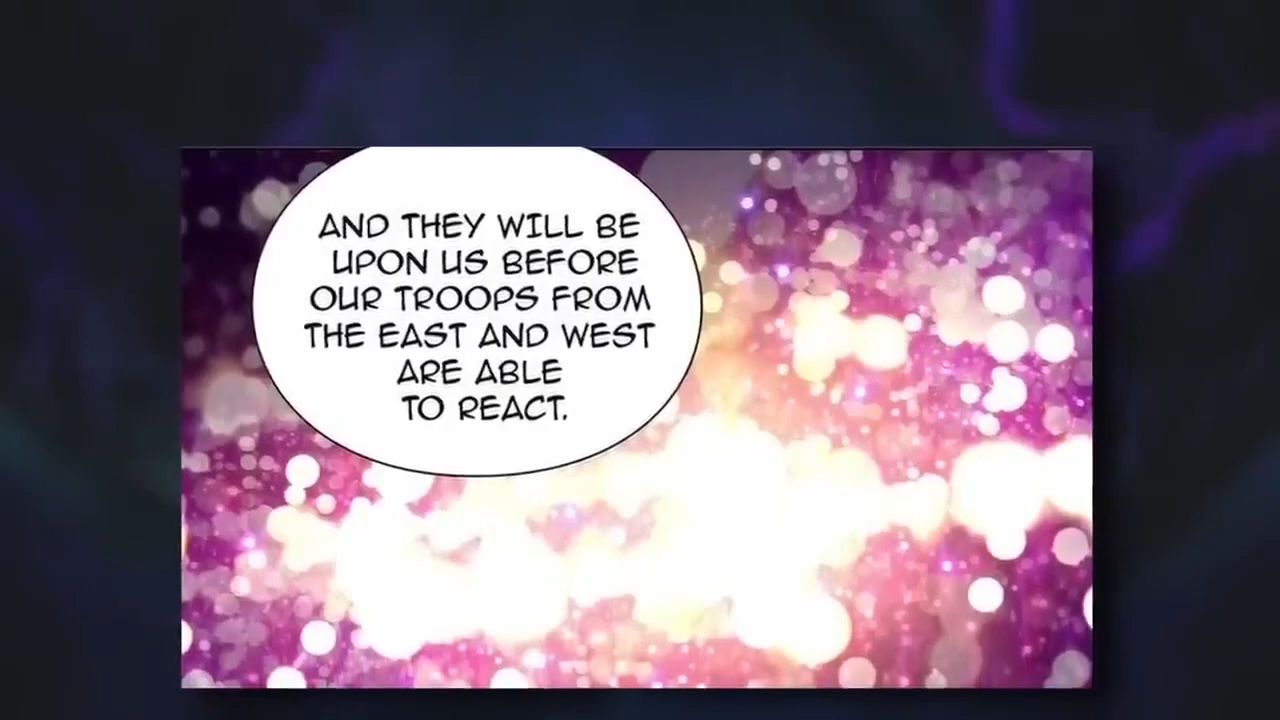 AND THEY WILL BE
UPON US BEFORE
OUR TROOPS FROM
THE EAST AND WEST
ARE ABLE
TO REACT.